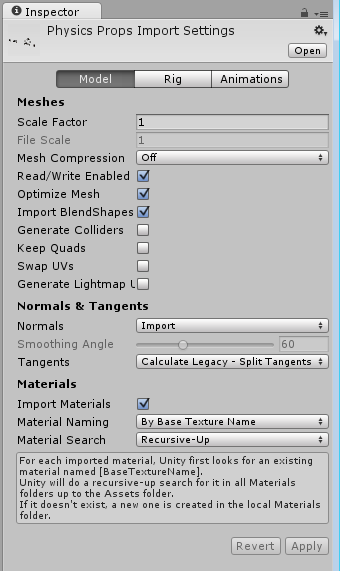 Inspector
Physics Props Import Settings
Open
Model Rig Animations
Meshes
Scale Factor 1
File Scale 1
Mesh Compression Off
Read/Write Enabled
Optimize Mesh
Import BlendShapes
Generate Colliders
Keep Quads
Swap UVs
Generate Lightmap U
Normals & Tangents
Normals Import
Smoothing Angle 60
Tangents Calculate Legacy - Split Tangents
Materials
Import Materials
Material Naming By Base Texture Name
Material Search Recursive-Up
For each imported material, Unity first looks for an existing
material named [BaseTextureName].
Unity will do a recursive-up search for it in all Materials
folders up to the Assets folder.
If it doesn't exist, a new one is created in the local Materials
folder.
Revert Apply